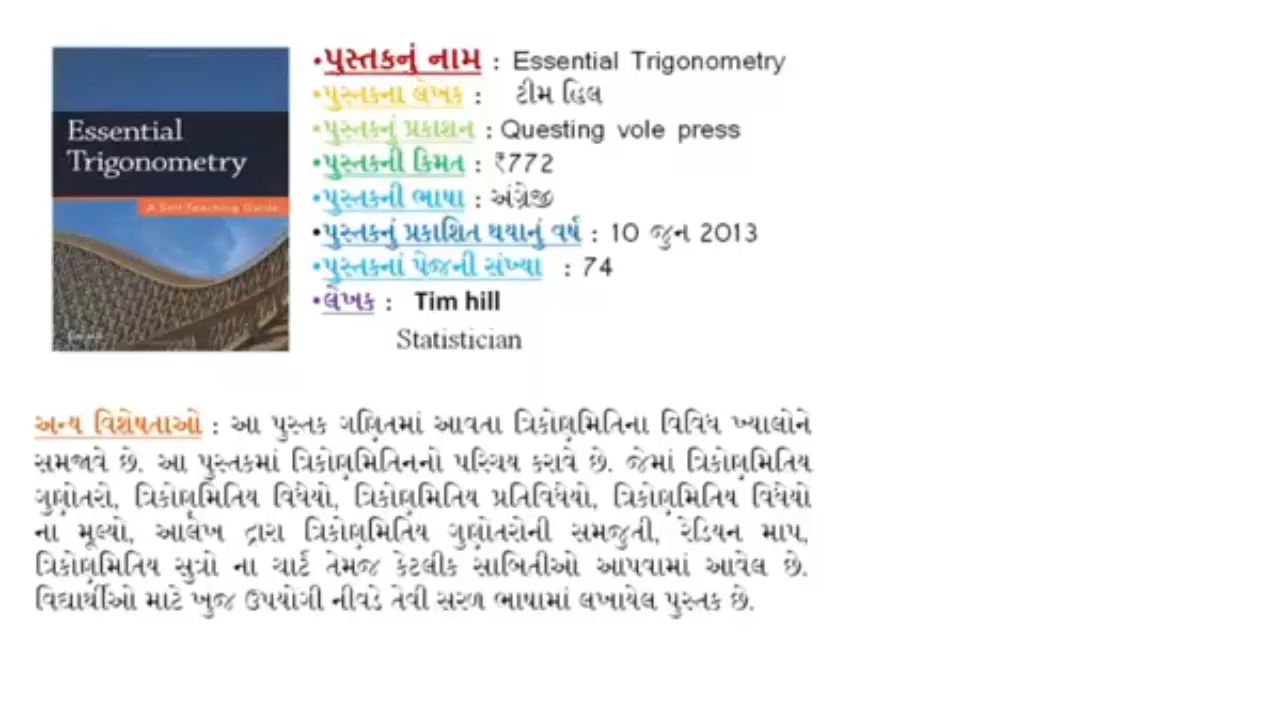 Essential
Trigonometry
A Self-Teaching Guide
•પુસ્તકનું નામ : Essential Trigonometry
•પુસ્તકના લેખક : ટીમ હિલ
•પુસ્તકનું પ્રકાશન : Questing vole press
•પુસ્તકની કિંમત : ₹772
•પુસ્તકની ભાષા : અંગ્રેજી
•પુસ્તકનું પ્રકાશિત થયાનું વર્ષ : 10 જુન 2013
•પુસ્તકનાં પેજની સંખ્યા : 74
•લેખક : Tim hill
Statistician
અન્ય વિશેષતાઓ : આ પુસ્તક ગણિતમાં આવતા ત્રિકોણમિતિના વિવિધ ખ્યાલોને
સમજાવે છે. આ પુસ્તકમાં ત્રિકોણમિતિનનો પરિચય કરાવે છે. જેમાં ત્રિકોણમિતિય
ગુણોતરો, ત્રિકોણમિતિય વિધેયો, ત્રિકોણમિતિય પ્રતિવિધેયો, ત્રિકોણમિતિય વિધેયો
ના મૂલ્યો, આલેખ દ્વારા ત્રિકોણમિતિય ગુણોતરોની સમજુતી, રેડિયન માપ,
ત્રિકોણમિતિય સુત્રો ના ચાર્ટ તેમજ કેટલીક સાબિતીઓ આપવામાં આવેલ છે.
વિદ્યાર્થીઓ માટે ખુજ ઉપયોગી નીવડે તેવી સરળ ભાષામાં લખાયેલ પુસ્તક છે.